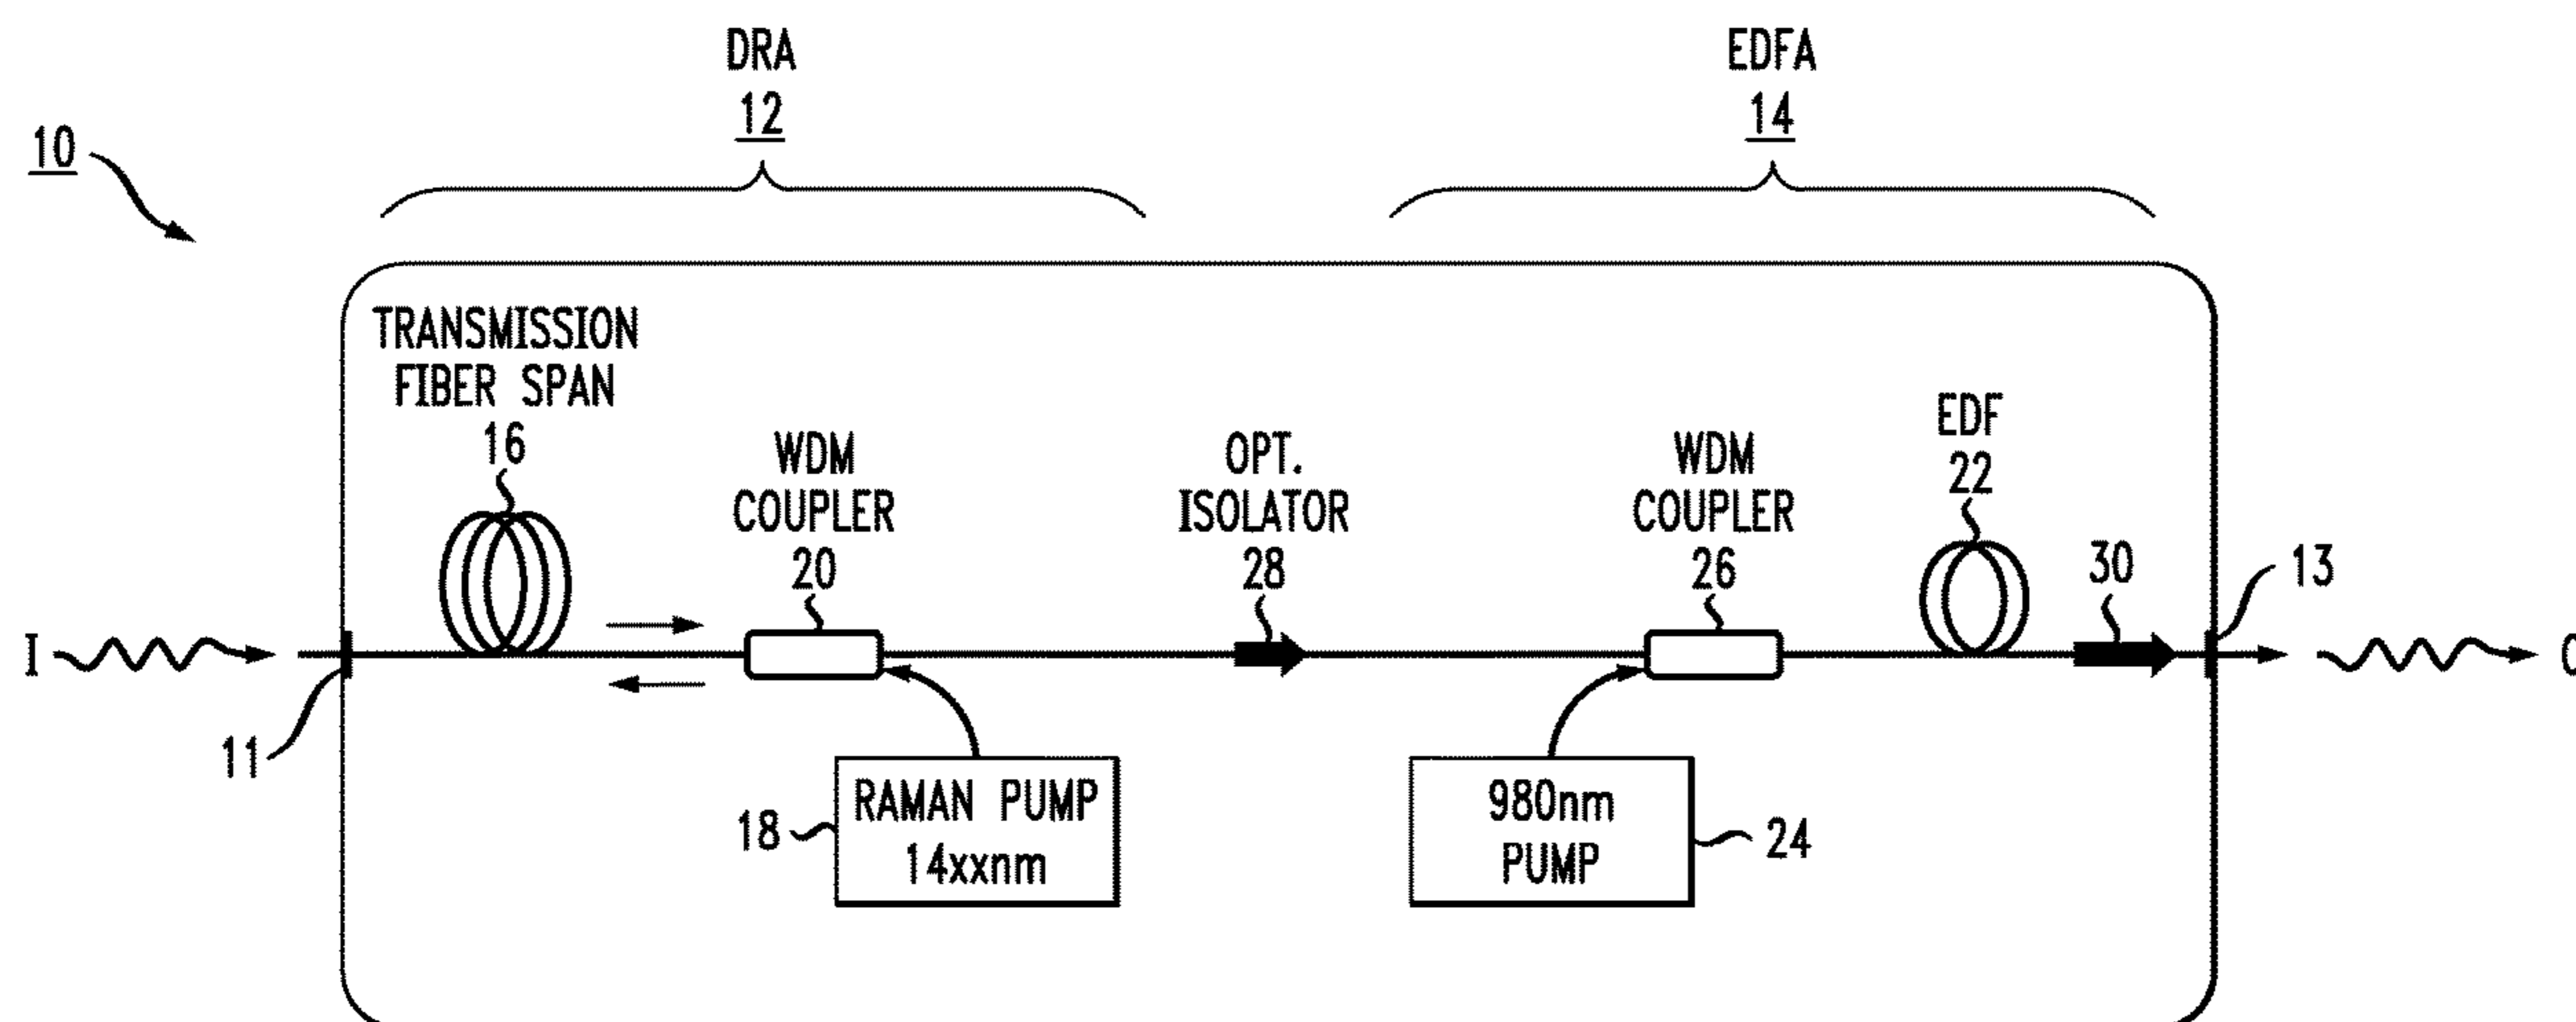 DRA
12
EDFA
14
10
TRANSMISSION
FIBER SPAN
16
WDM
COUPLER
20
OPT.
ISOLATOR
28
WDM
COUPLER
26
EDF
22
30
13
I
11
18
RAMAN PUMP
14xxnm
980nm
PUMP
24